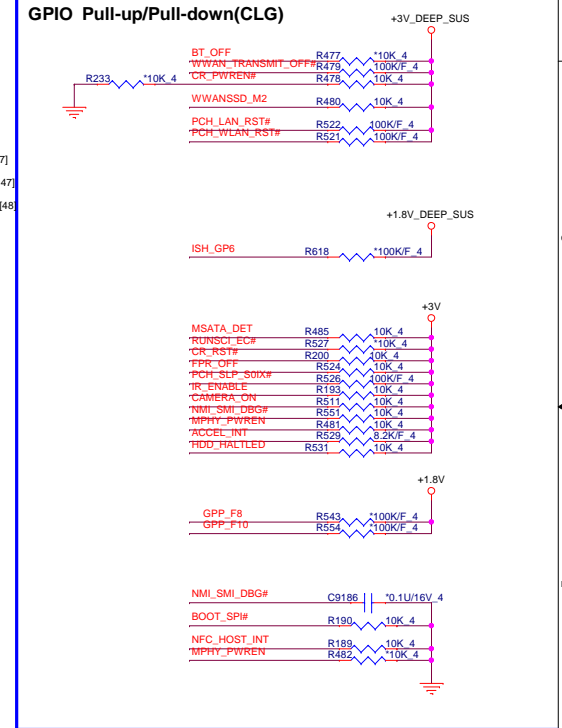 GPIO Pull-up/Pull-down(CLG)
+3V_DEEP_SUS
BT_OFF R477 *10K_4
WWAN_TRANSMIT_OFF# R479 *100K/F_4
R233 *10K_4 CR_PWREN# R478 10K_4
WWANSSD_M2 R480 10K_4
PCH_LAN_RST# R522 100K/F_4
PCH_WLAN_RST# R521 100K/F_4
7]
47]
[48]
+1.8V_DEEP_SUS
ISH_GP6 R618 *100K/F_4
+3V
MSATA_DET R485 10K_4
RUNSCI_EC# R527 *10K_4
CR_RST# R200 10K_4
FPR_OFF R524 10K_4
PCH_SLP_S0IX# R526 100K/F_4
IR_ENABLE R193 10K_4
CAMERA_ON R511 10K_4
NMI_SMI_DBG# R551 10K_4
MPHY_PWREN R481 10K_4
ACCEL_INT R529 8.2K/F_4
HDD_HALTLED R531 10K_4
+1.8V
GPP_F8 R543 *100K/F_4
GPP_F10 R554 *100K/F_4
NMI_SMI_DBG# C9186 *0.1U/16V_4
BOOT_SPI# R190 10K_4
NFC_HOST_INT R189 10K_4
MPHY_PWREN R482 *10K_4